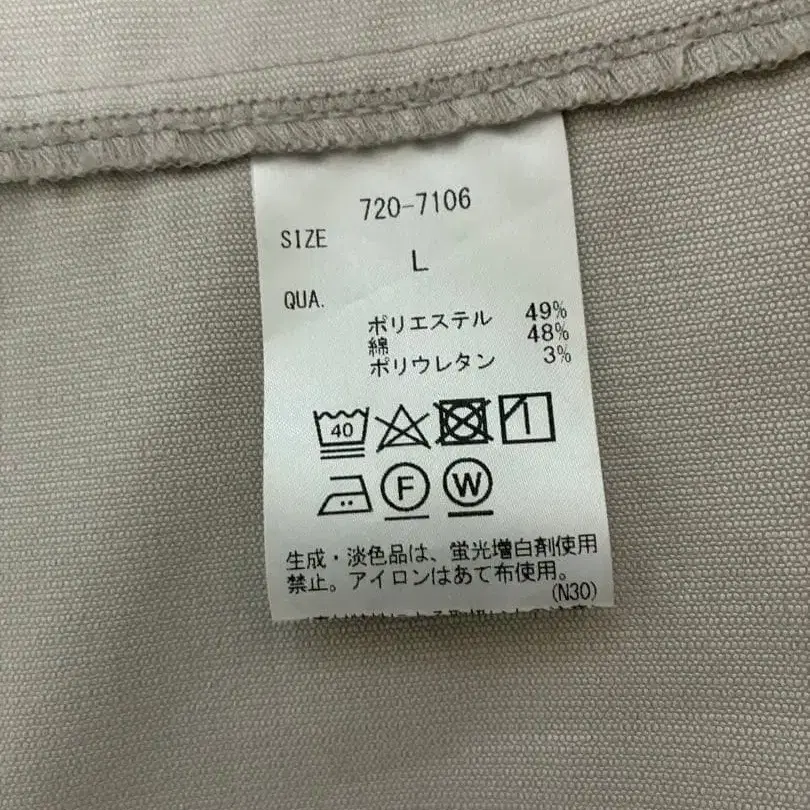 720-7106
SIZE
L
QUA.
ポリエステル 49%
綿 48%
ポリウレタン 3%
40
F W
生成・淡色品は、蛍光増白剤使用
禁止。アイロンはあて布使用。
(N30)